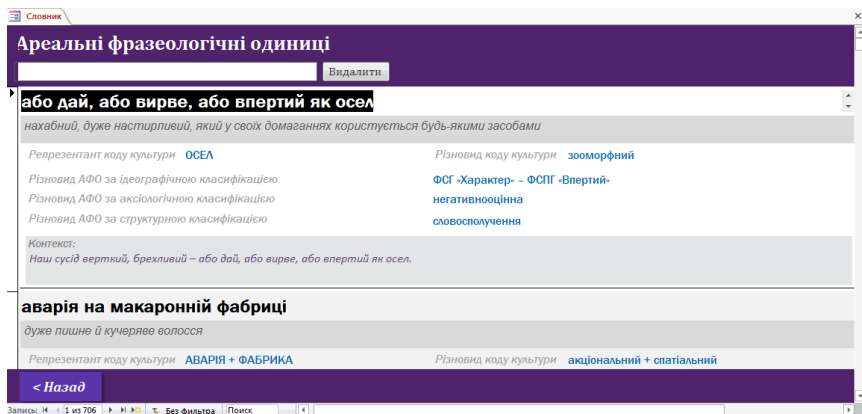 Словник
Ареальні фразеологічні одиниці
Видалити
або дай, або вирве, або впертий як осел
нахабний, дуже настирливий, який у своїх домаганнях користується будь-якими засобами
Репрезентант коду культури ОСЕЛ Різновид коду культури зооморфний
Різновид АФО за ідеографічною класифікацією ФСГ «Характер» – ФСПГ «Впертий»
Різновид АФО за аксіологічною класифікацією негативнооцінна
Різновид АФО за структурною класифікацією словосполучення
Контекст:
Наш сусід верткий, брехливий – або дай, або вирве, або впертий як осел.
аварія на макаронній фабриці
дуже пишне й кучеряве волосся
Репрезентант коду культури АВАРІЯ + ФАБРИКА Різновид коду культури акціональний + спатіальний
< Назад
Запись: 1 из 706 Без фильтра Поиск